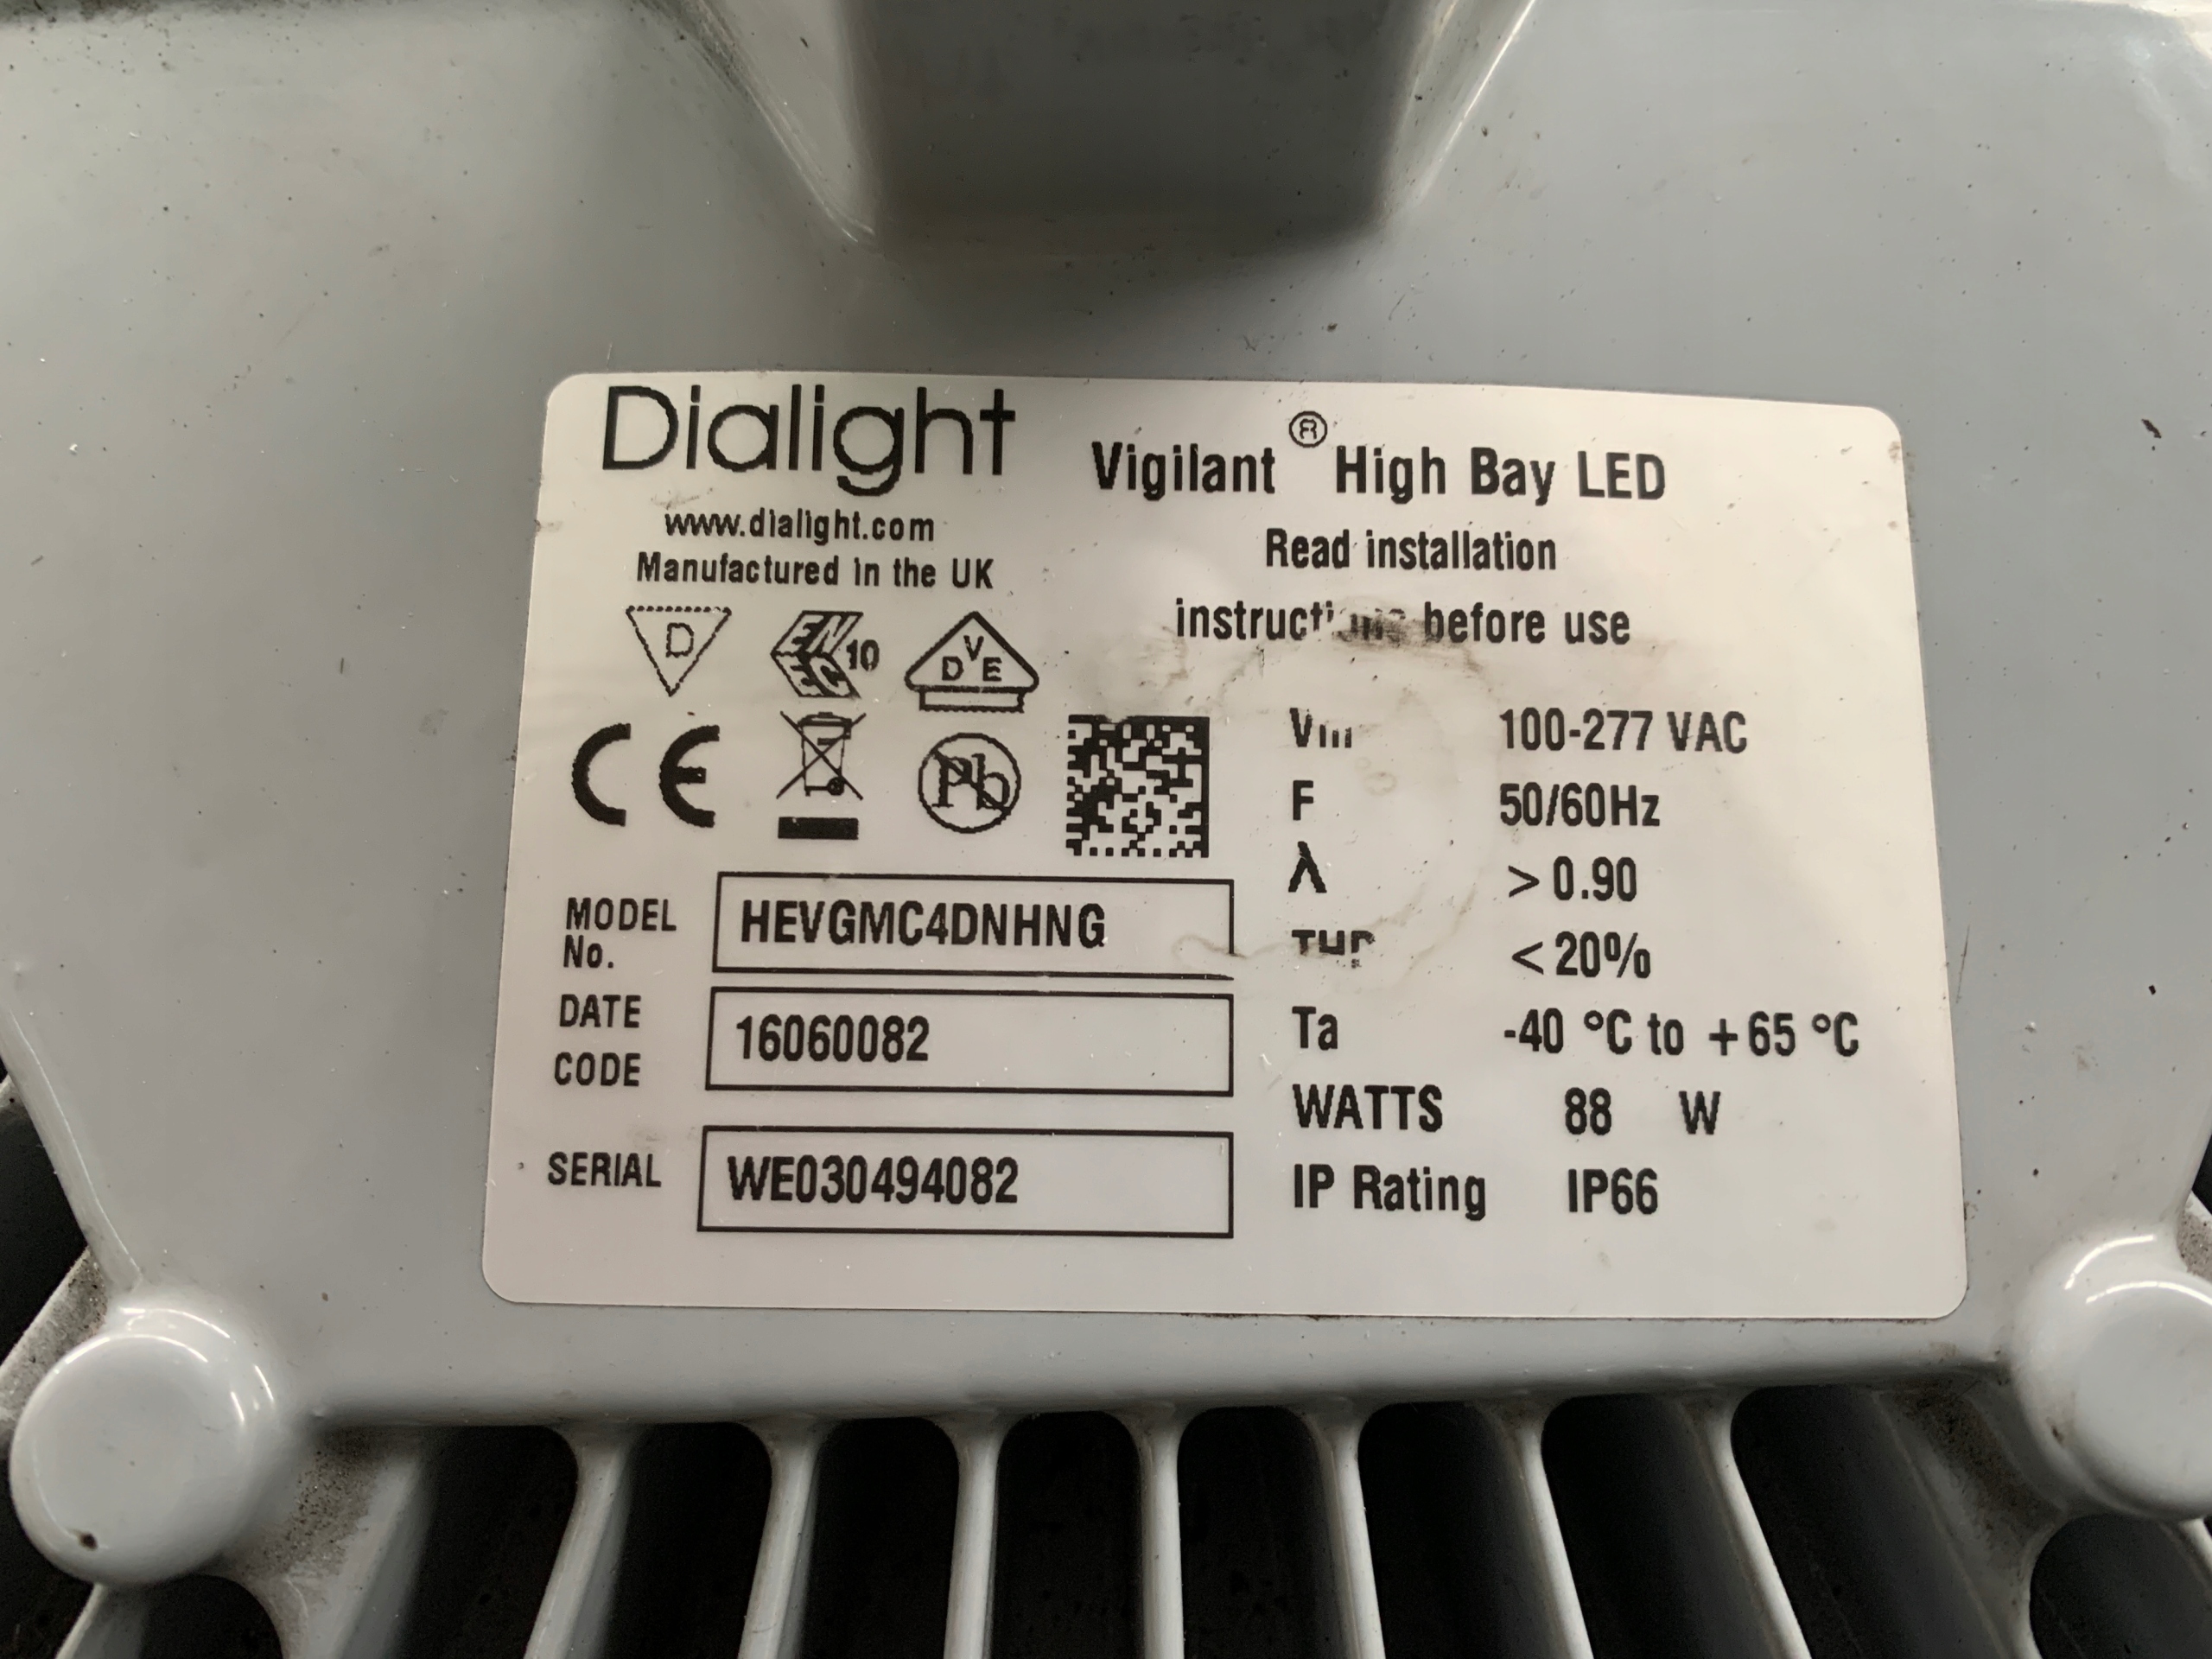 Dialight
www.dialight.com
Manufactured in the UK
Vigilant® High Bay LED
Read installation
before use
D
ENEC 10
DVE
CE
Pb
MODEL No. HEVGMC4DNHNG
DATE CODE 16060082
SERIAL WE030494082
100-277 VAC
F 50/60Hz
λ > 0.90
< 20%
Ta -40 °C to +65 °C
WATTS 88 W
IP Rating IP66